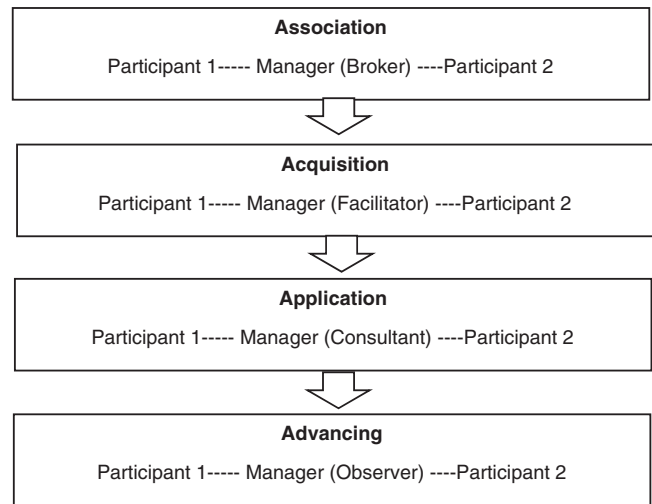 Association
Participant 1----- Manager (Broker) ----Participant 2
Acquisition
Participant 1----- Manager (Facilitator) ----Participant 2
Application
Participant 1----- Manager (Consultant) ----Participant 2
Advancing
Participant 1----- Manager (Observer) ----Participant 2